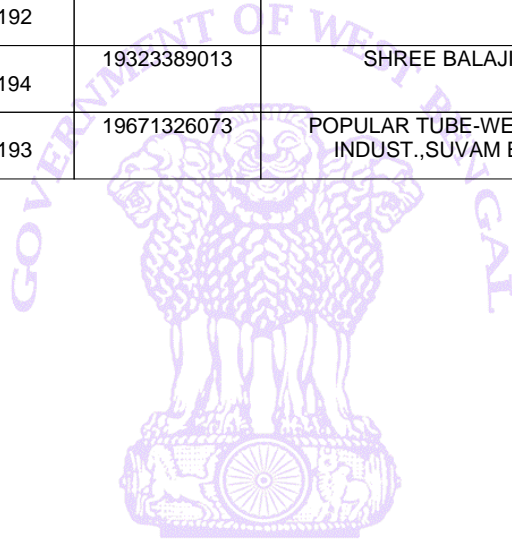 192
19323389013 SHREE BALAJI
194
19671326073 POPULAR TUBE-WE
193 INDUST.,SUVAM
GOVERNMENT OF WEST BENGAL